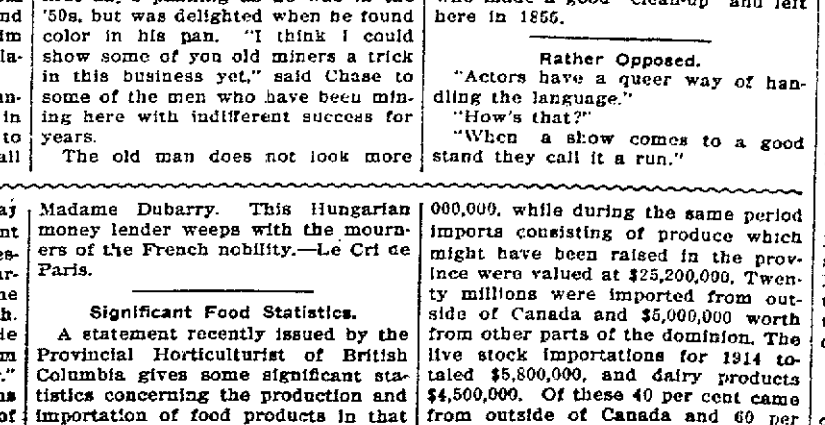 '50s, but was delighted when he found
color in his pan. "I think I could
show some of you old miners a trick
in this business yet," said Chase to
some of the men who have been min-
ing here with indifferent success for
years.
The old man does not look more
here in 1856.
Rather Opposed.
"Actors have a queer way of han-
dling the language."
"How's that?"
"When a show comes to a good
stand they call it a run."
Madame Dubarry. This Hungarian
money lender weeps with the mourn-
ers of the French nobility.—Le Cri de
Paris.
Significant Food Statistics.
A statement recently issued by the
Provincial Horticulturist of British
Columbia gives some significant sta-
tistics concerning the production and
importation of food products in that
000,000, while during the same period
imports consisting of produce which
might have been raised in the prov-
ince were valued at $25,200,000. Twen-
ty millions were imported from out-
side of Canada and $5,000,000 worth
from other parts of the dominion. The
live stock importations for 1914 to-
taled $5,800,000, and dairy products
$4,500,000. Of these 40 per cent came
from outside of Canada and 60 per